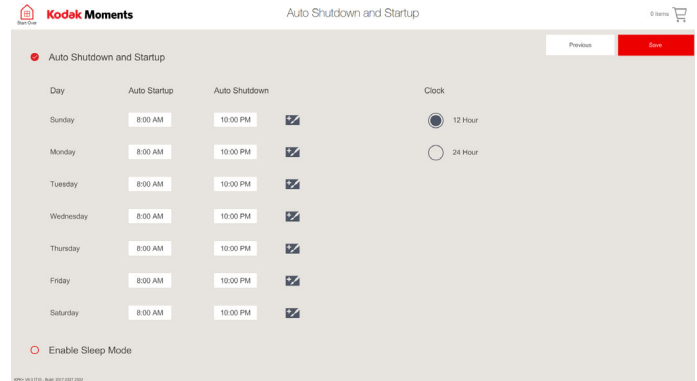 Start Over
Kodak Moments
Auto Shutdown and Startup
0 items
Previous
Save
Auto Shutdown and Startup
Day Auto Startup Auto Shutdown Clock
Sunday 8:00 AM 10:00 PM 12 Hour
Monday 8:00 AM 10:00 PM 24 Hour
Tuesday 8:00 AM 10:00 PM
Wednesday 8:00 AM 10:00 PM
Thursday 8:00 AM 10:00 PM
Friday 8:00 AM 10:00 PM
Saturday 8:00 AM 10:00 PM
Enable Sleep Mode